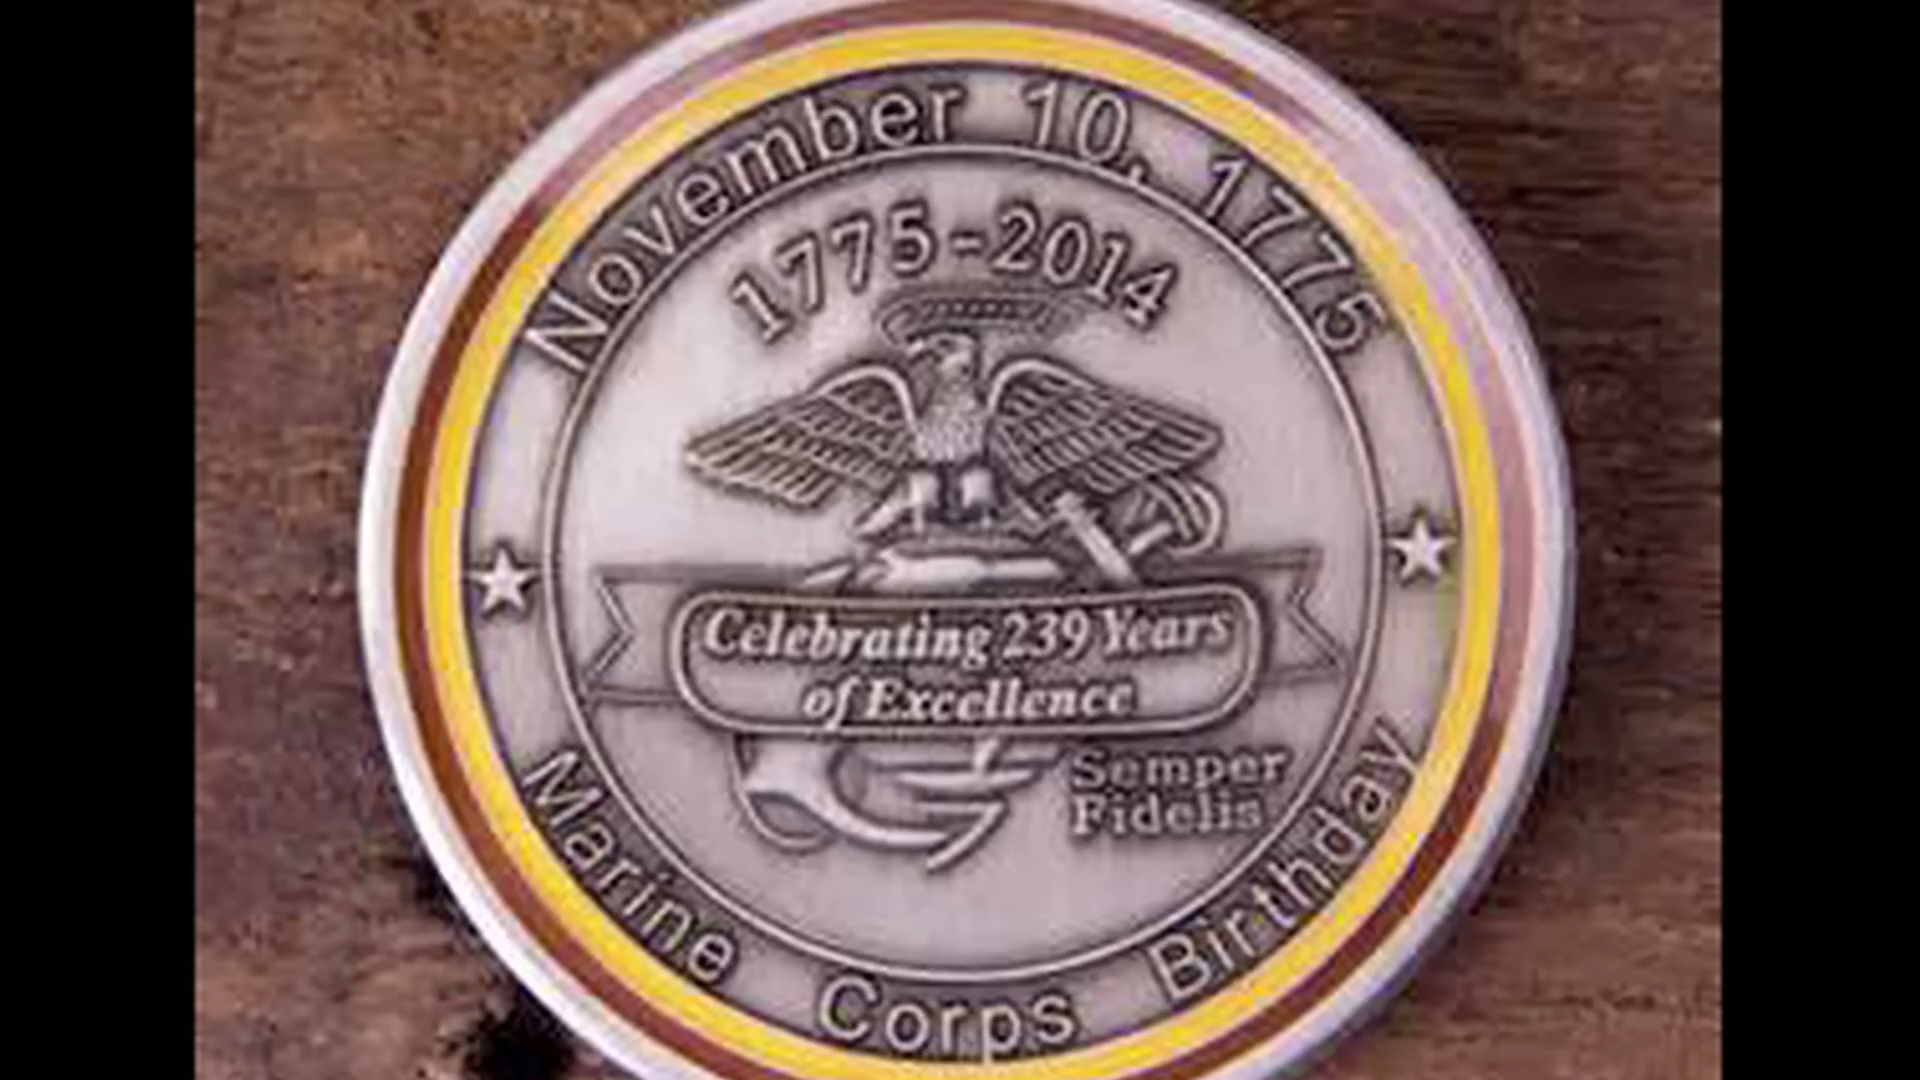 November 10, 1775
1775-2014
Celebrating 239 Years
of Excellence
Semper
Fidelis
Marine Corps Birthday